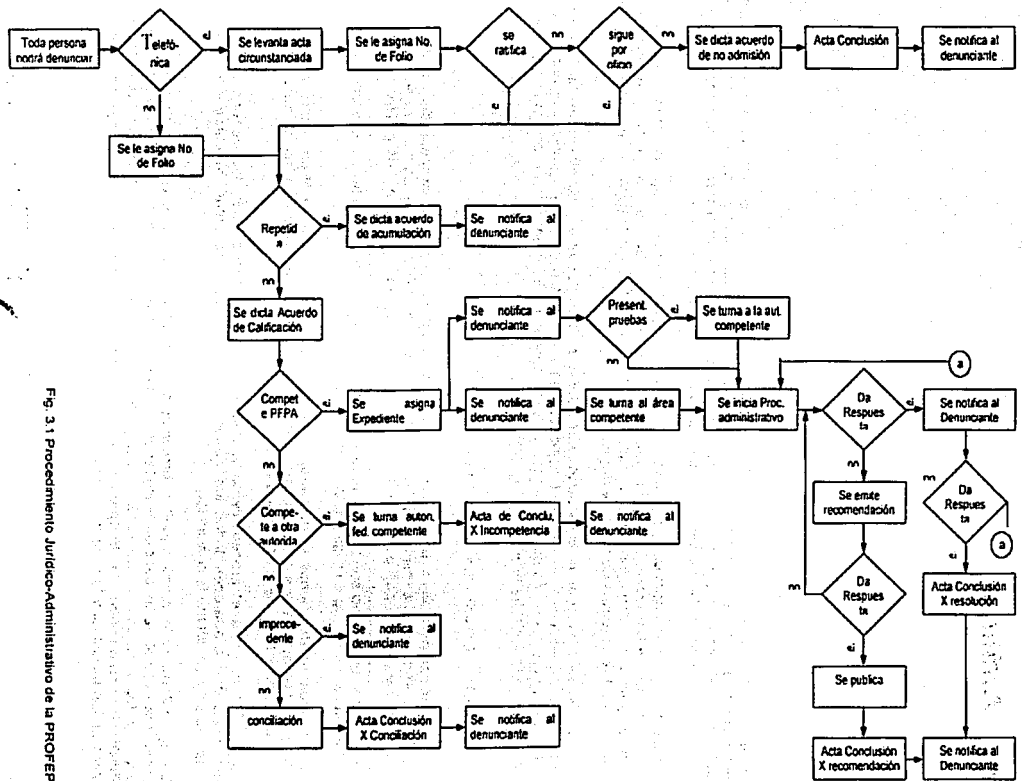 Toda persona
podrá denunciar
Telefó-
nica
si
Se levanta acta
circunstanciada
Se le asigna No.
de Folio
se
ratifica
no
sigue
por
oficio
no
Se dicta acuerdo
de no admisión
Acta Conclusión
Se notifica al
denunciante
no
si
si
Se le asigna No.
de Folio
Repetid
a
si
Se dicta acuerdo
de acumulación
Se notifica al
denunciante
no
Se dicta Acuerdo
de Calificación
Se notifica al
denunciante
Present.
pruebas
si
Se turna a la aut.
competente
no
a
Compet
e PFPA
si
Se asigna
Expediente
Se notifica al
denunciante
Se turna al área
competente
Se inicia Proc.
administrativo
Da
Respues
ta
si
Se notifica al
Denunciante
no
no
Se emite
recomendación
no
Da
Respues
ta
a
si
Compe-
te a otra
autorida
si
Se turna autori.
fed. competente
Acta de Conclu.
X Incompetencia
Se notifica al
denunciante
no
no
Da
Respues
ta
si
Acta Conclusión
X resolución
improce-
dente
si
Se notifica al
denunciante
no
Se publica
conciliación
Acta Conclusión
X Conciliación
Se notifica al
denunciante
Acta Conclusión
X recomendación
Se notifica al
Denunciante
Fig. 3.1 Procedimiento Jurídico-Administrativo de la PROFEP